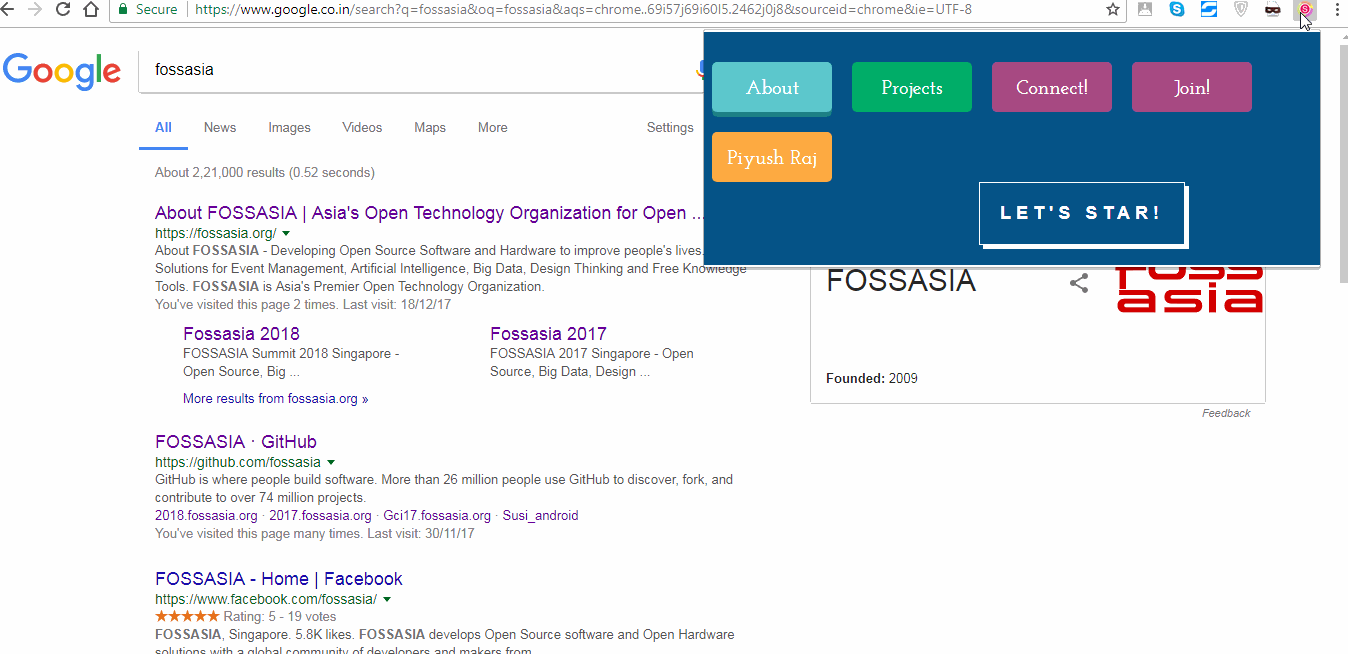 Secure
https://www.google.co.in/search?q=fossasia&oq=fossasia&aqs=chrome..69i57j69i60l5.2462j0j8&sourceid=chrome&ie=UTF-8
Google
fossasia
All News Images Videos Maps More Settings
About 2,21,000 results (0.52 seconds)
About FOSSASIA | Asia's Open Technology Organization for Open ...
https://fossasia.org/
About FOSSASIA - Developing Open Source Software and Hardware to improve people's lives.
Solutions for Event Management, Artificial Intelligence, Big Data, Design Thinking and Free Knowledge
Tools. FOSSASIA is Asia's Premier Open Technology Organization.
You've visited this page 2 times. Last visit: 18/12/17
Fossasia 2018
FOSSASIA Summit 2018 Singapore -
Open Source, Big ...
Fossasia 2017
FOSSASIA 2017 Singapore - Open
Source, Big Data, Design ...
More results from fossasia.org »
FOSSASIA · GitHub
https://github.com/fossasia
GitHub is where people build software. More than 26 million people use GitHub to discover, fork, and
contribute to over 74 million projects.
2018.fossasia.org · 2017.fossasia.org · Gci17.fossasia.org · Susi_android
You've visited this page many times. Last visit: 30/11/17
FOSSASIA - Home | Facebook
https://www.facebook.com/fossasia/
Rating: 5 - 19 votes
FOSSASIA, Singapore. 5.8K likes. FOSSASIA develops Open Source software and Open Hardware
solutions with a global community of developers and makers from
About Projects Connect! Join!
Piyush Raj
LET'S STAR!
FOSSASIA
foss
asia
Founded: 2009
Feedback